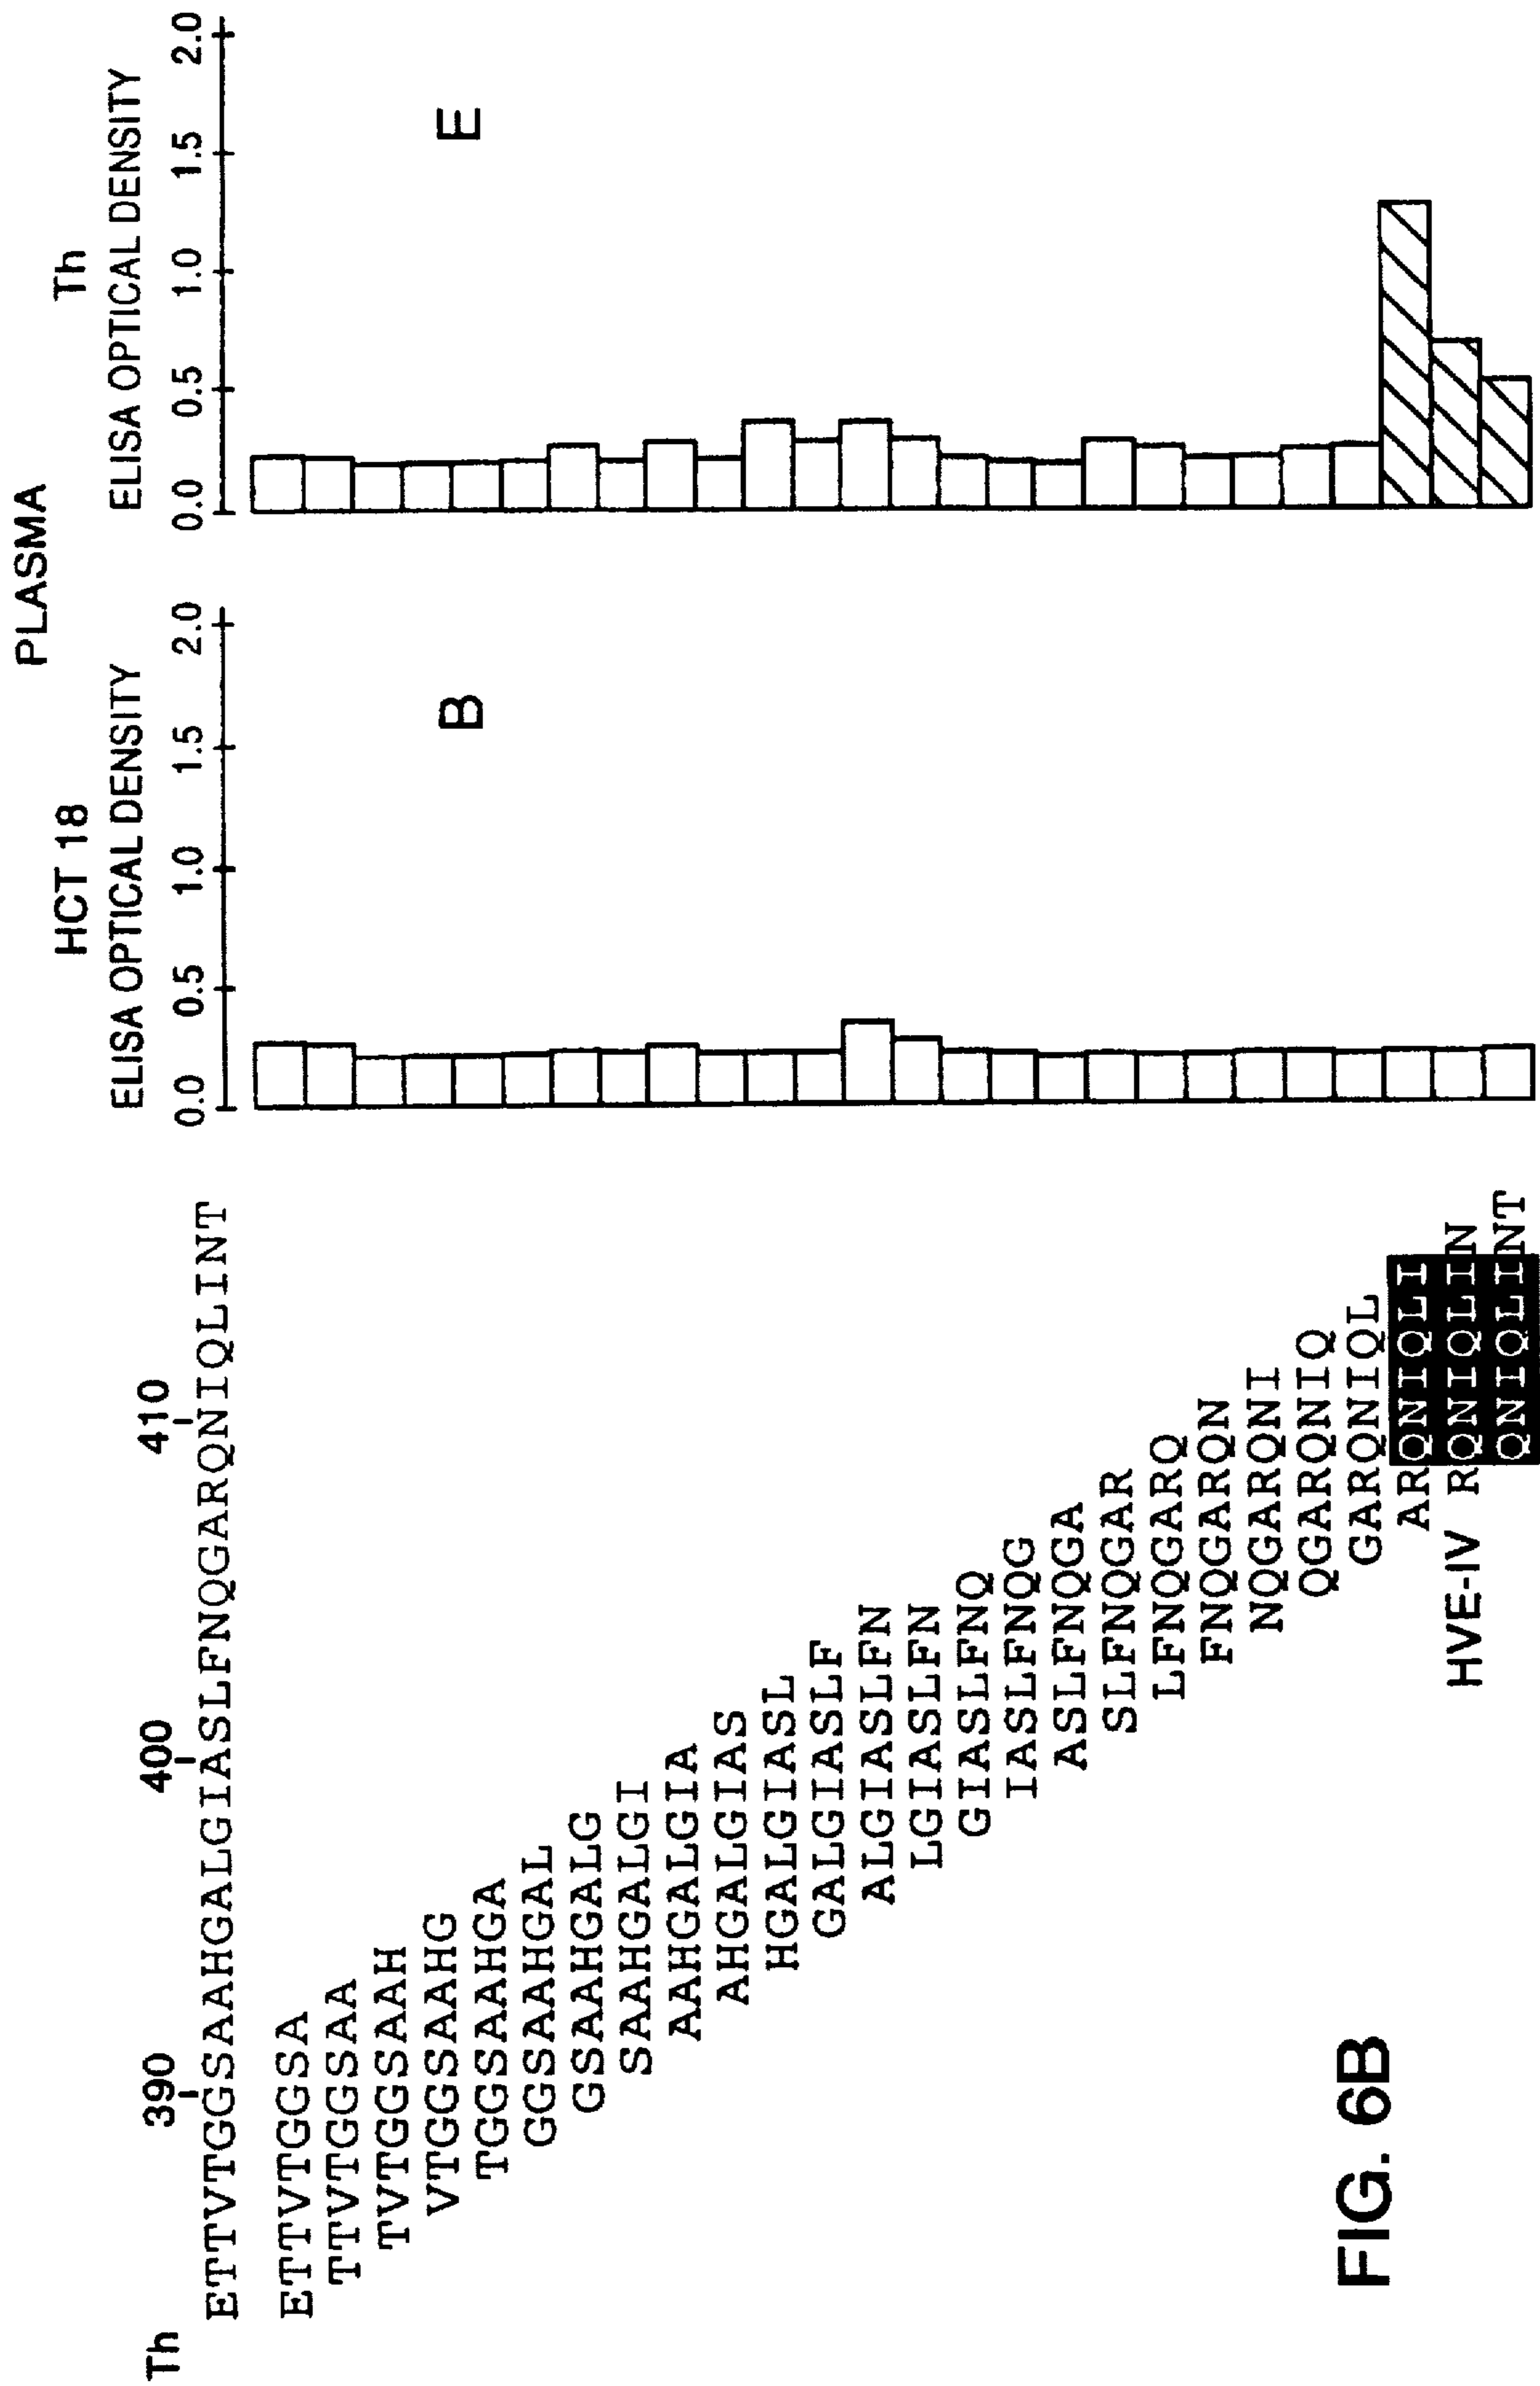 PLASMA
HCT 18
Th
ELISA OPTICAL DENSITY
ELISA OPTICAL DENSITY
Th
390
400
410
0.0 0.5 1.0 1.5 2.0
0.0 0.5 1.0 1.5 2.0
ETTVTGGSAAHGALGIASLFNQGARQNIQLINT
ETTVTGGSA
TTVTGGSAA
TVTGGSAAH
VTGGSAAHG
B
E
TGGSAAHGA
GGSAAHGAL
GSAAHGALG
SAAHGALGI
AAHGALGIA
AHGALGIAS
HGALGIASL
GALGIASLF
ALGIASLFN
LGIASLFN
GIASLFNQ
IASLFNQG
ASLFNQGA
SLFNQGAR
LFNQGARQ
FNQGARQN
NQGARQNI
QGARQNIQ
GARQNIQL
ARQNIQLI
HVE-IV RQNIQLIN
QNIQLINT
FIG. 6B